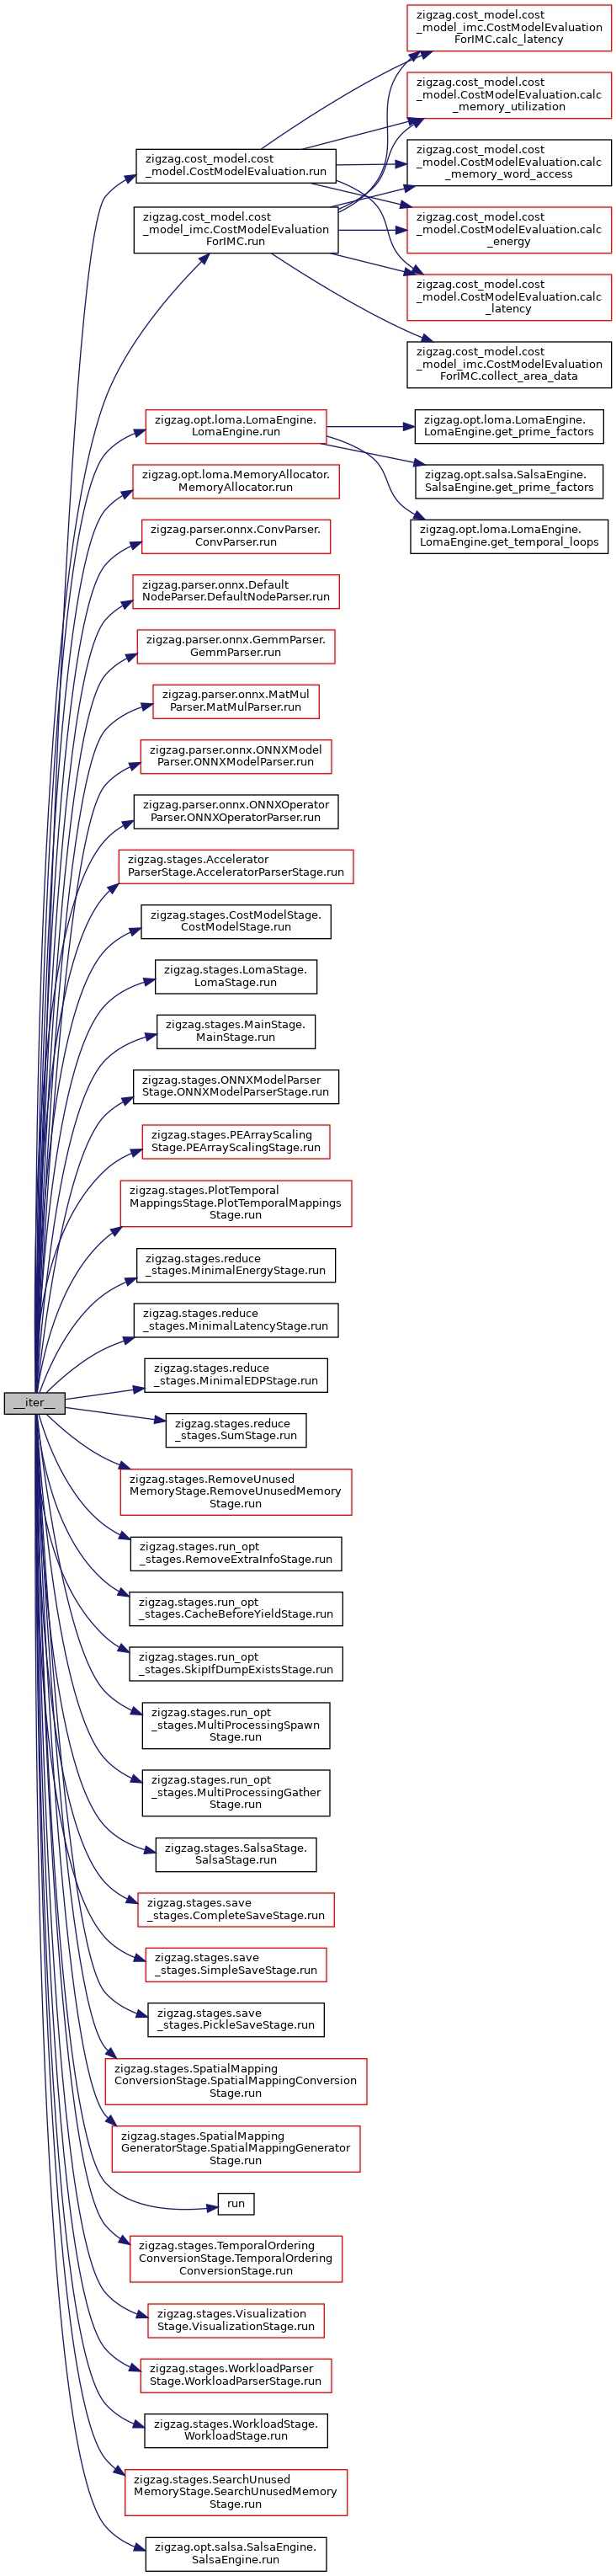 zigzag.cost_model.cost
_model_imc.CostModelEvaluation
ForIMC.calc_latency
zigzag.cost_model.cost
_model.CostModelEvaluation.calc
_memory_utilization
zigzag.cost_model.cost
_model.CostModelEvaluation.run
zigzag.cost_model.cost
_model.CostModelEvaluation.calc
_memory_word_access
zigzag.cost_model.cost
_model_imc.CostModelEvaluation
ForIMC.run
zigzag.cost_model.cost
_model.CostModelEvaluation.calc
_energy
zigzag.cost_model.cost
_model.CostModelEvaluation.calc
_latency
zigzag.cost_model.cost
_model_imc.CostModelEvaluation
ForIMC.collect_area_data
zigzag.opt.loma.LomaEngine.
LomaEngine.run
zigzag.opt.loma.LomaEngine.
LomaEngine.get_prime_factors
zigzag.opt.loma.MemoryAllocator.
MemoryAllocator.run
zigzag.opt.salsa.SalsaEngine.
SalsaEngine.get_prime_factors
zigzag.parser.onnx.ConvParser.
ConvParser.run
zigzag.opt.loma.LomaEngine.
LomaEngine.get_temporal_loops
zigzag.parser.onnx.Default
NodeParser.DefaultNodeParser.run
zigzag.parser.onnx.GemmParser.
GemmParser.run
zigzag.parser.onnx.MatMul
Parser.MatMulParser.run
zigzag.parser.onnx.ONNXModel
Parser.ONNXModelParser.run
zigzag.parser.onnx.ONNXOperator
Parser.ONNXOperatorParser.run
zigzag.stages.Accelerator
ParserStage.AcceleratorParserStage.run
zigzag.stages.CostModelStage.
CostModelStage.run
zigzag.stages.LomaStage.
LomaStage.run
zigzag.stages.MainStage.
MainStage.run
zigzag.stages.ONNXModelParser
Stage.ONNXModelParserStage.run
zigzag.stages.PEArrayScaling
Stage.PEArrayScalingStage.run
zigzag.stages.PlotTemporal
MappingsStage.PlotTemporalMappings
Stage.run
zigzag.stages.reduce
_stages.MinimalEnergyStage.run
zigzag.stages.reduce
_stages.MinimalLatencyStage.run
zigzag.stages.reduce
_stages.MinimalEDPStage.run
__iter__
zigzag.stages.reduce
_stages.SumStage.run
zigzag.stages.RemoveUnused
MemoryStage.RemoveUnusedMemory
Stage.run
zigzag.stages.run_opt
_stages.RemoveExtraInfoStage.run
zigzag.stages.run_opt
_stages.CacheBeforeYieldStage.run
zigzag.stages.run_opt
_stages.SkipIfDumpExistsStage.run
zigzag.stages.run_opt
_stages.MultiProcessingSpawn
Stage.run
zigzag.stages.run_opt
_stages.MultiProcessingGather
Stage.run
zigzag.stages.SalsaStage.
SalsaStage.run
zigzag.stages.save
_stages.CompleteSaveStage.run
zigzag.stages.save
_stages.SimpleSaveStage.run
zigzag.stages.save
_stages.PickleSaveStage.run
zigzag.stages.SpatialMapping
ConversionStage.SpatialMappingConversion
Stage.run
zigzag.stages.SpatialMapping
GeneratorStage.SpatialMappingGenerator
Stage.run
run
zigzag.stages.TemporalOrdering
ConversionStage.TemporalOrdering
ConversionStage.run
zigzag.stages.Visualization
Stage.VisualizationStage.run
zigzag.stages.WorkloadParser
Stage.WorkloadParserStage.run
zigzag.stages.WorkloadStage.
WorkloadStage.run
zigzag.stages.SearchUnused
MemoryStage.SearchUnusedMemory
Stage.run
zigzag.opt.salsa.SalsaEngine.
SalsaEngine.run